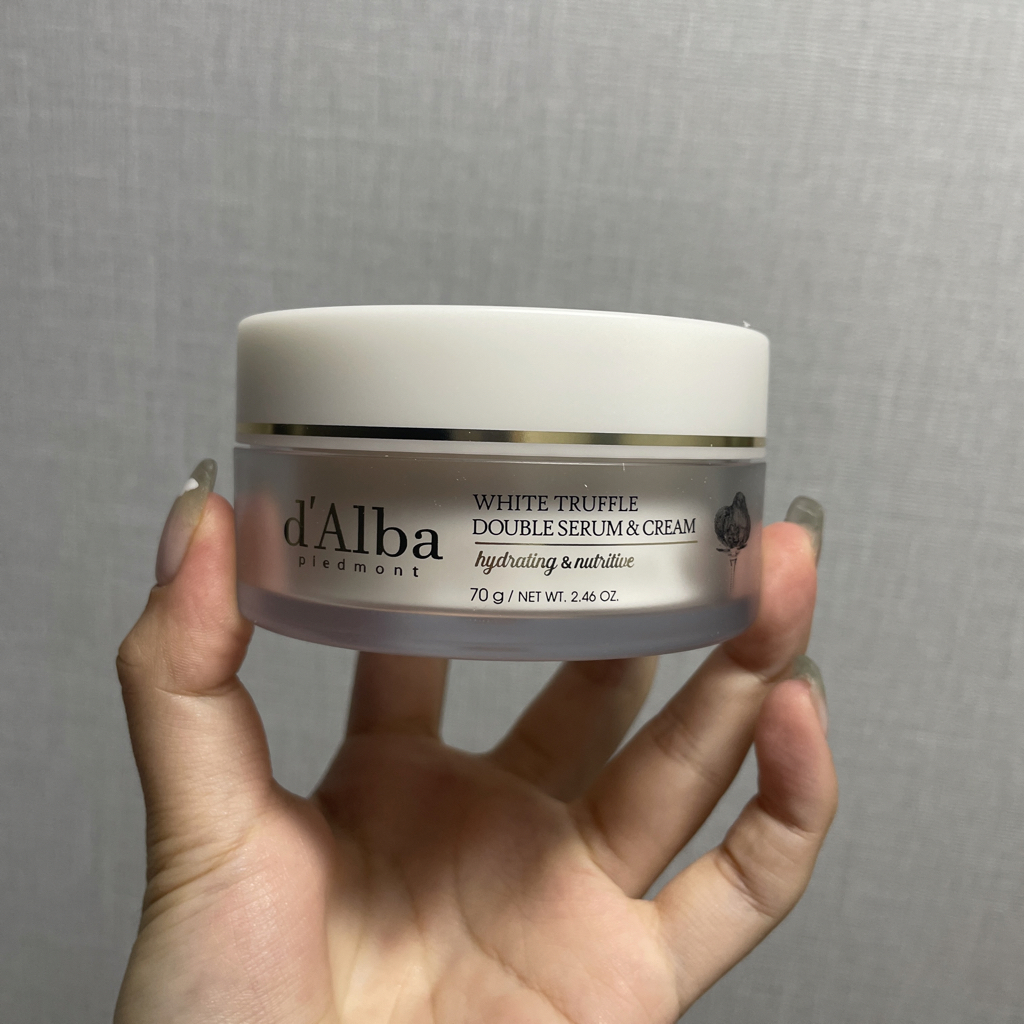 d'Alba
piedmont
WHITE TRUFFLE
DOUBLE SERUM & CREAM
hydrating & nutritive
70 g / NET WT. 2.46 OZ.